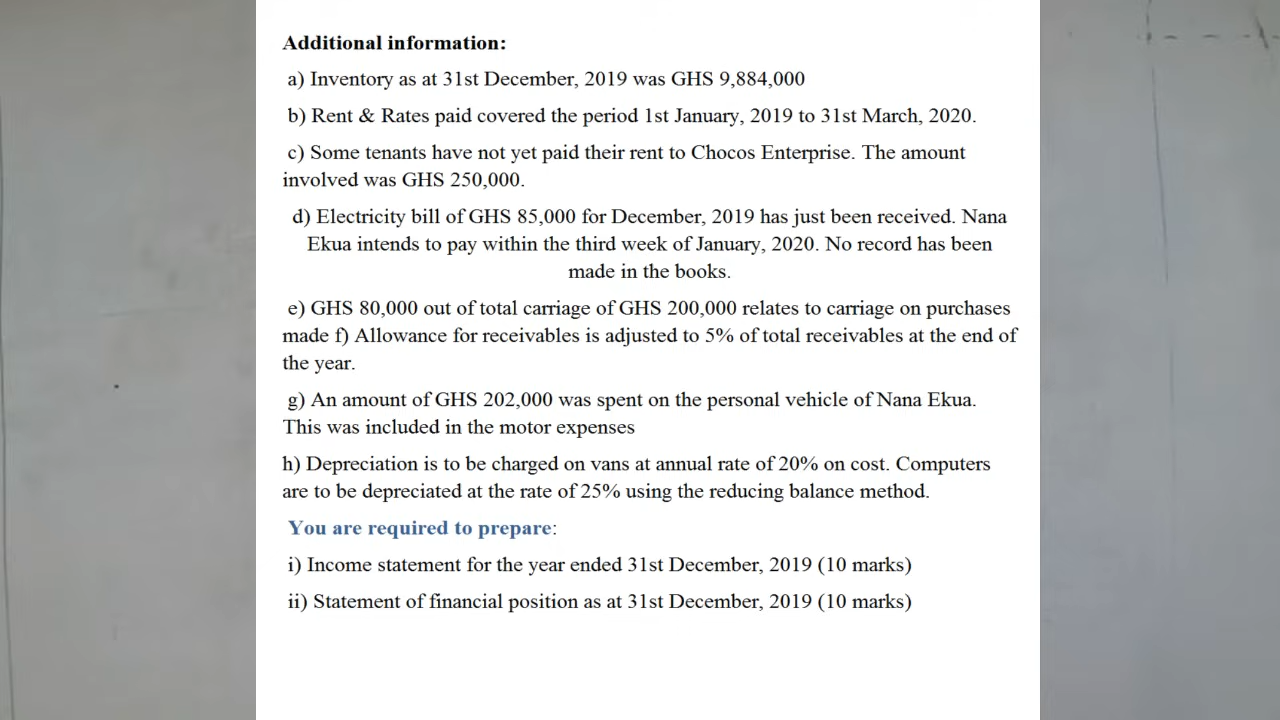 Additional information:
a) Inventory as at 31st December, 2019 was GHS 9,884,000
b) Rent & Rates paid covered the period 1st January, 2019 to 31st March, 2020.
c) Some tenants have not yet paid their rent to Chocos Enterprise. The amount
involved was GHS 250,000.
d) Electricity bill of GHS 85,000 for December, 2019 has just been received. Nana
Ekua intends to pay within the third week of January, 2020. No record has been
made in the books.
e) GHS 80,000 out of total carriage of GHS 200,000 relates to carriage on purchases
made f) Allowance for receivables is adjusted to 5% of total receivables at the end of
the year.
g) An amount of GHS 202,000 was spent on the personal vehicle of Nana Ekua.
This was included in the motor expenses
h) Depreciation is to be charged on vans at annual rate of 20% on cost. Computers
are to be depreciated at the rate of 25% using the reducing balance method.
You are required to prepare:
i) Income statement for the year ended 31st December, 2019 (10 marks)
ii) Statement of financial position as at 31st December, 2019 (10 marks)